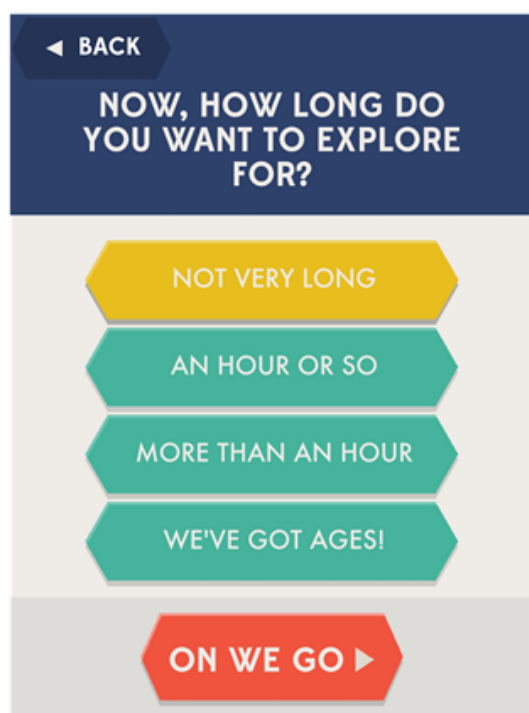 BACK
NOW, HOW LONG DO
YOU WANT TO EXPLORE
FOR?
NOT VERY LONG
AN HOUR OR SO
MORE THAN AN HOUR
WE'VE GOT AGES!
ON WE GO